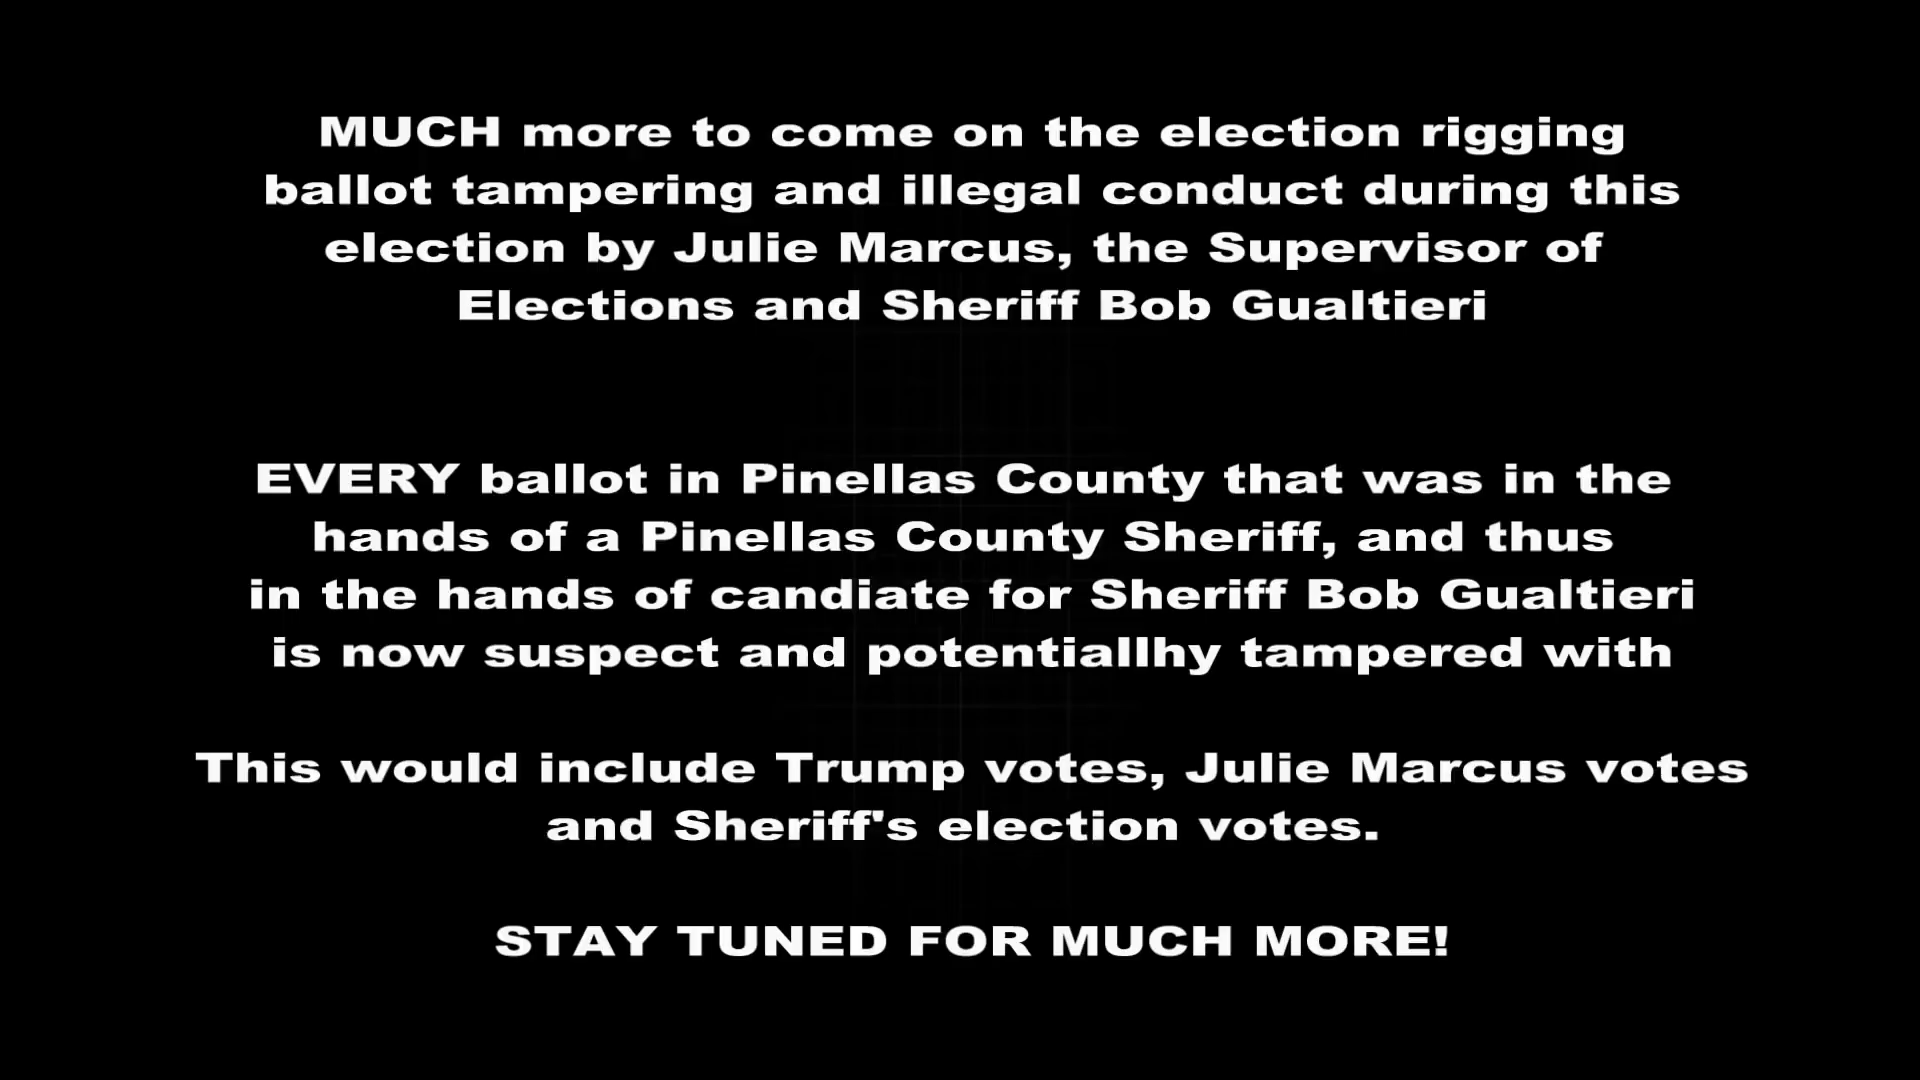 MUCH more to come on the election rigging
ballot tampering and illegal conduct during this
election by Julie Marcus, the Supervisor of
Elections and Sheriff Bob Gualtieri
EVERY ballot in Pinellas County that was in the
hands of a Pinellas County Sheriff, and thus
in the hands of candiate for Sheriff Bob Gualtieri
is now suspect and potentiallhy tampered with
This would include Trump votes, Julie Marcus votes
and Sheriff's election votes.
STAY TUNED FOR MUCH MORE!